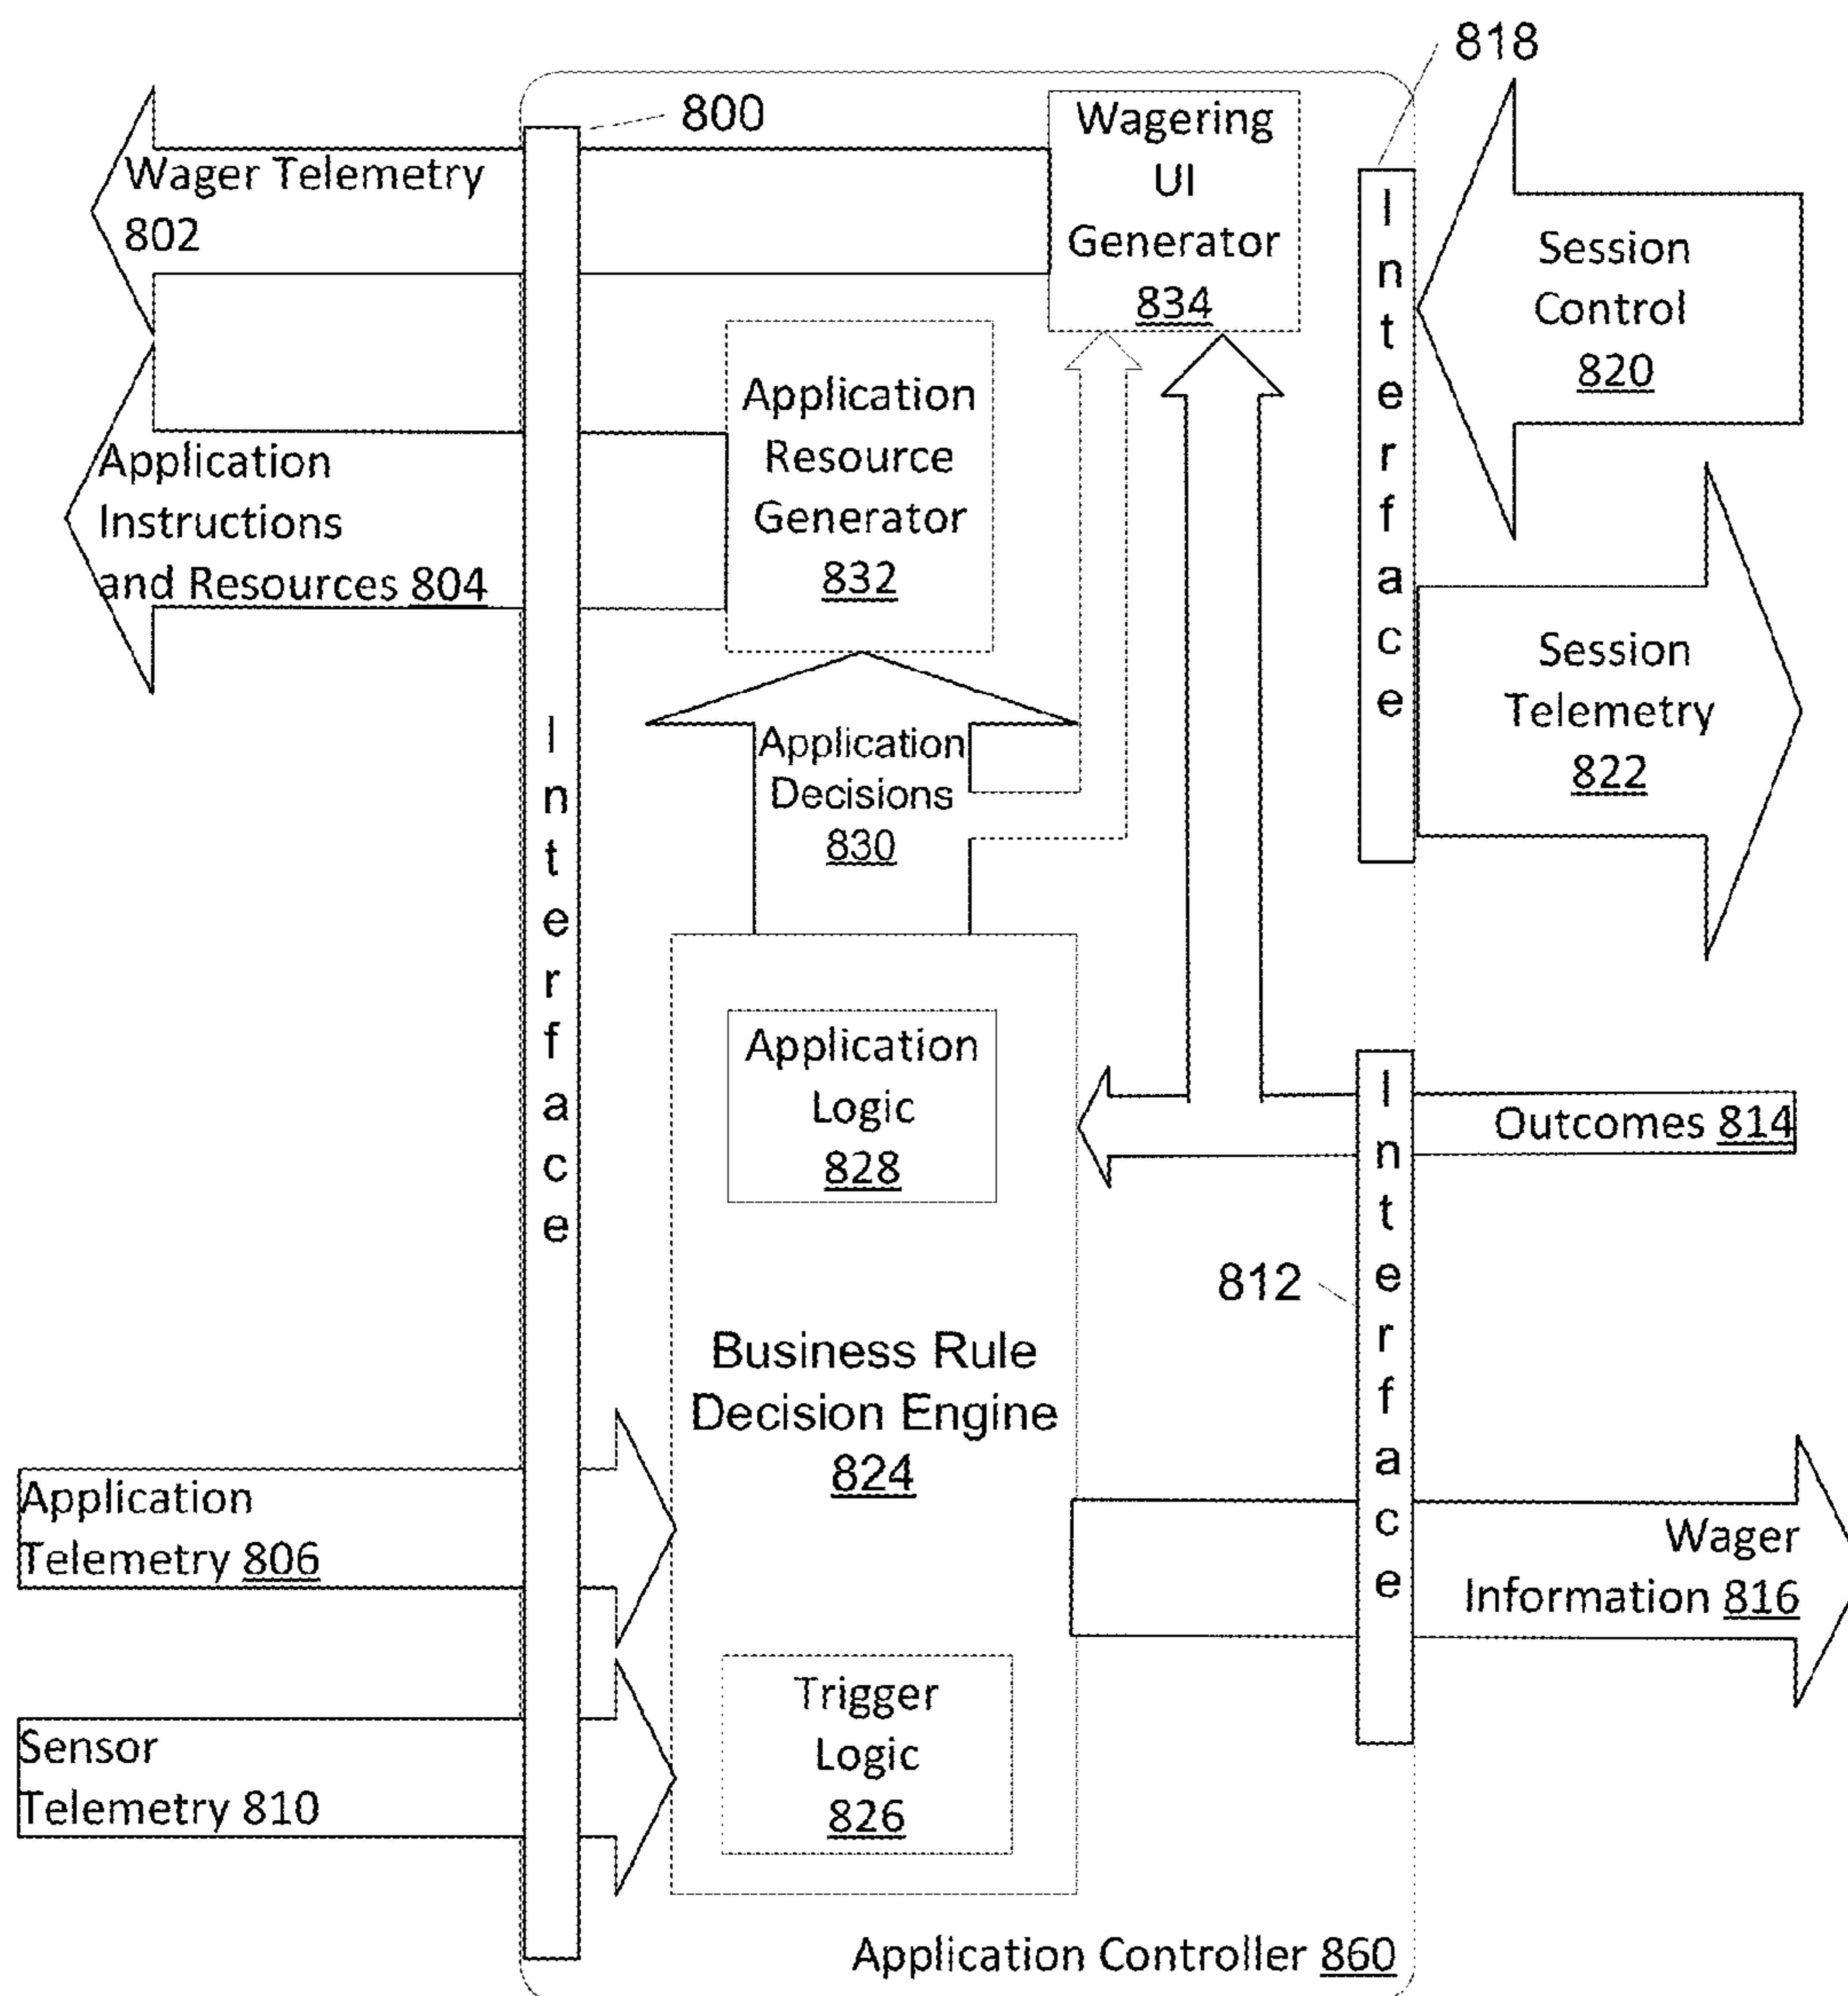 818
800
Wagering
UI
Generator
834
Wager Telemetry
802
Interface
Session
Control
820
Application
Resource
Generator
832
Application
Instructions
and Resources 804
Session
Telemetry
822
Interface
Application
Decisions
830
Application
Logic
828
Interface
Outcomes 814
812
Business Rule
Decision Engine
824
Application
Telemetry 806
Wager
Information 816
Trigger
Logic
826
Sensor
Telemetry 810
Application Controller 860